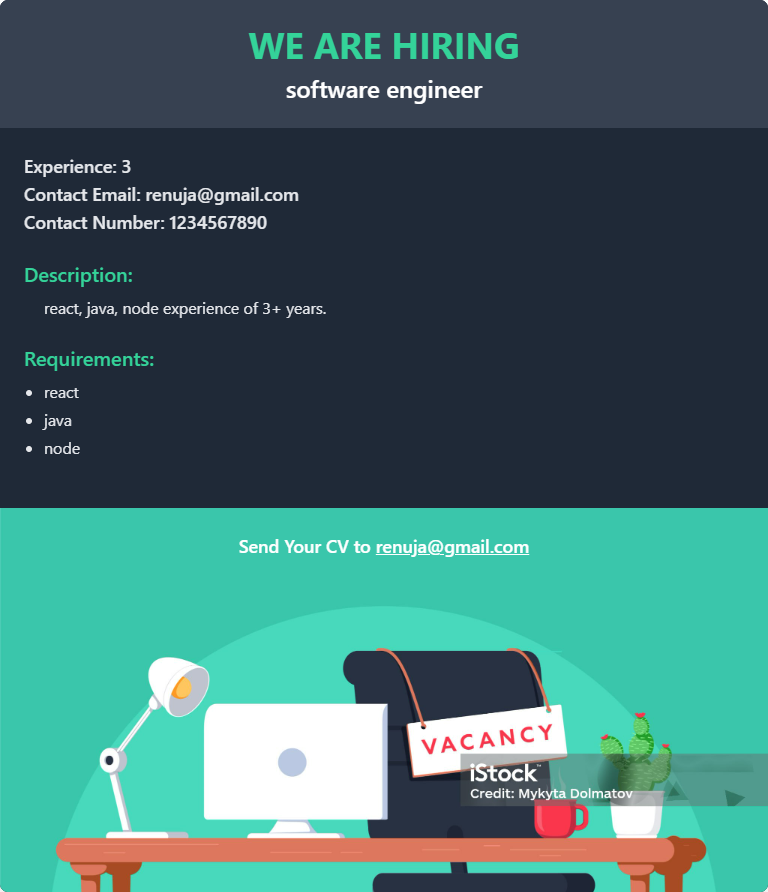 WE ARE HIRING
software engineer
Experience: 3
Contact Email: renuja@gmail.com
Contact Number: 1234567890
Description:
react, java, node experience of 3+ years.
Requirements:
• react
• java
• node
Send Your CV to renuja@gmail.com
VACANCY
iStock™
Credit: Mykyta Dolmatov